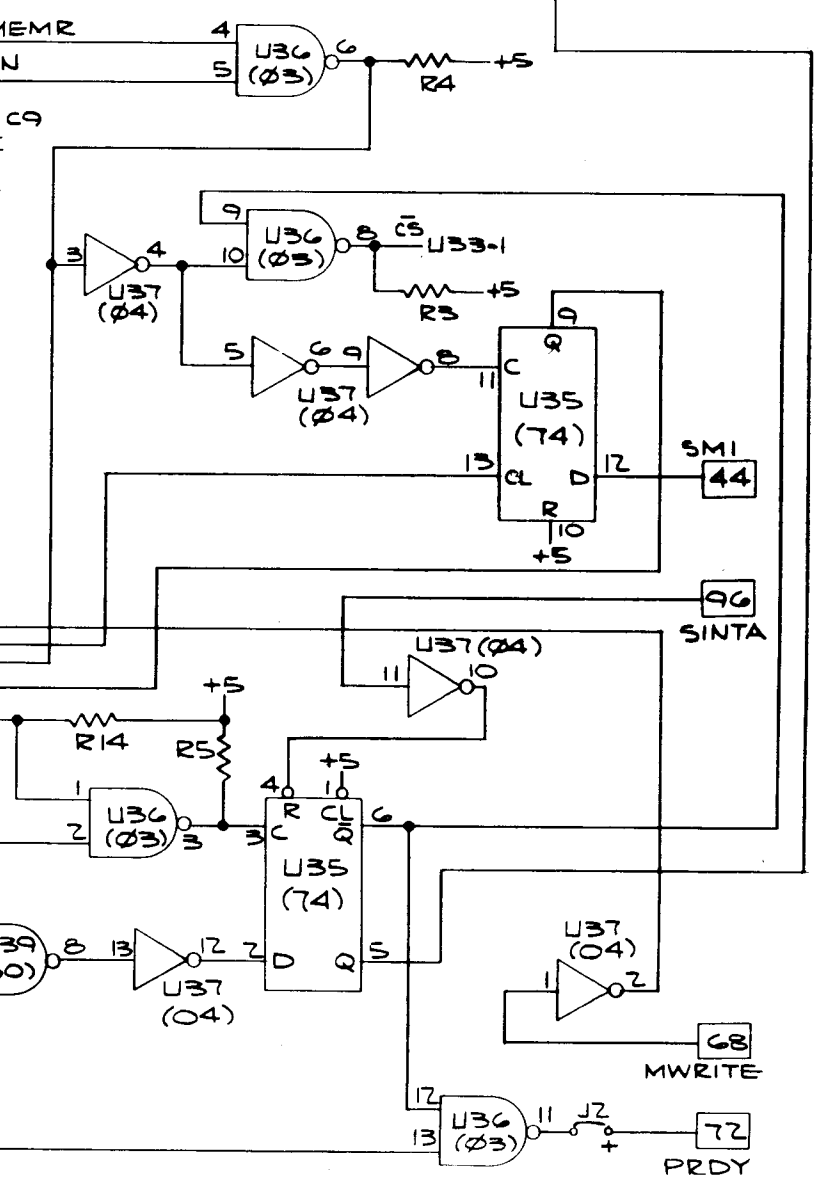 MEMR 4
U36 6
(Ø3)
N 5
+5
R4
C9
9
U36 8 C̅S̅ U33-1
10 (Ø3)
3 4
U37
(Ø4)
+5
R3
9
Q
5 6 9 8
C
11
U37
(Ø4)
U35
(74)
SM1
13 CL D 12 44
R
10
+5
96
SINTA
U37 (Ø4)
11 10
+5
R14
R5
+5
4 1
R CL
1
U36
2 (Ø3) 3
3 C Q̅ 6
U35
(74)
39 8 13 12 2 D Q 5
U37
(04)
U37
(04)
1 2
68
MWRITE
12
U36 11 J2
13 (Ø3) +
72
PRDY